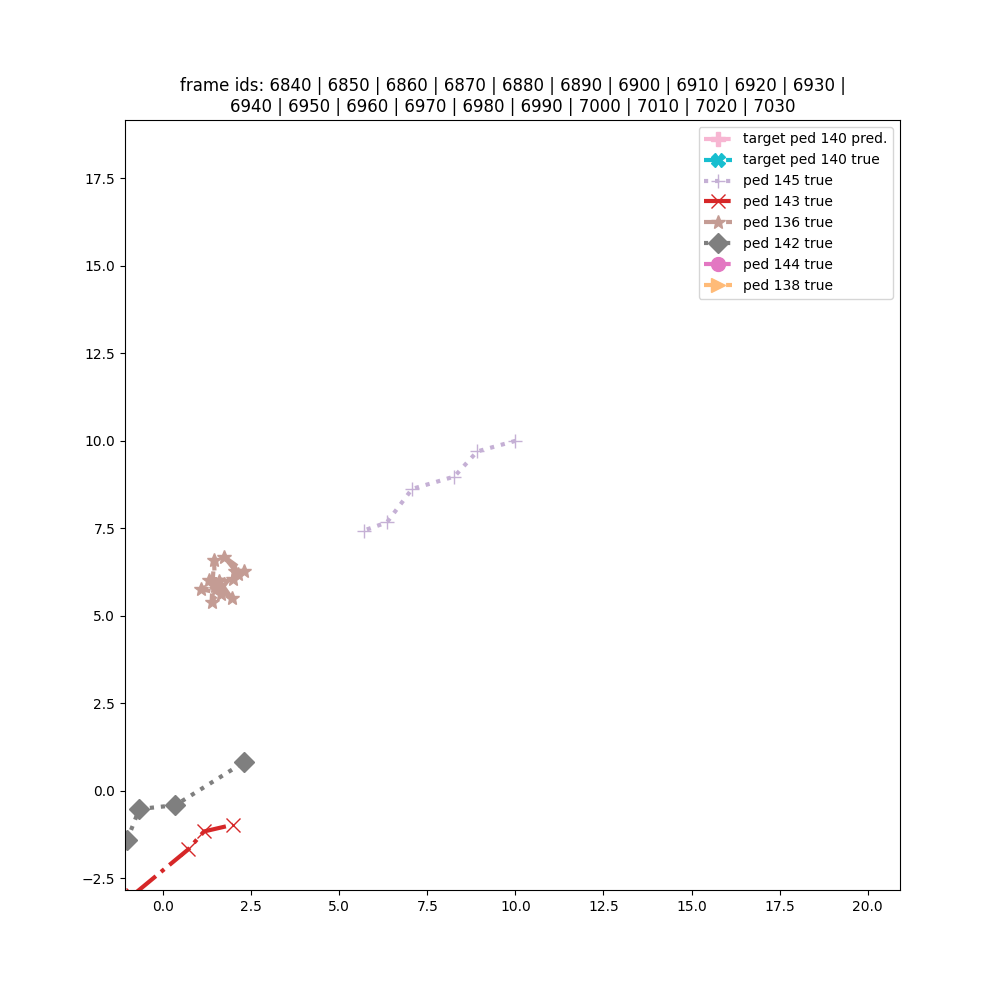 frame ids: 6840 | 6850 | 6860 | 6870 | 6880 | 6890 | 6900 | 6910 | 6920 | 6930 |
6940 | 6950 | 6960 | 6970 | 6980 | 6990 | 7000 | 7010 | 7020 | 7030
target ped 140 pred.
target ped 140 true
ped 145 true
ped 143 true
ped 136 true
ped 142 true
ped 144 true
ped 138 true
17.5
15.0
12.5
10.0
7.5
5.0
2.5
0.0
−2.5
0.0 2.5 5.0 7.5 10.0 12.5 15.0 17.5 20.0